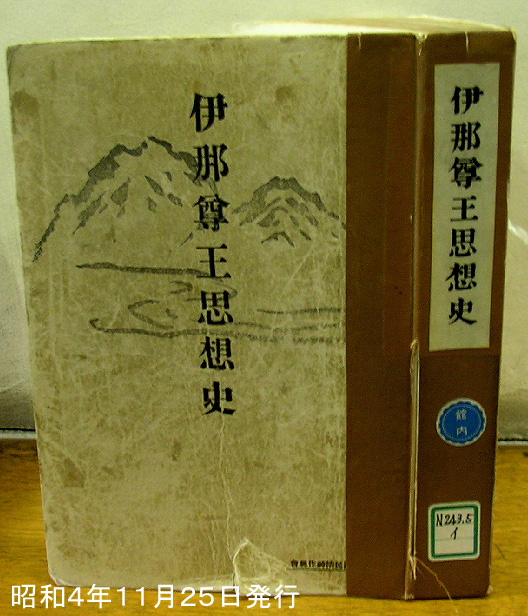 伊那尊王思想史
伊那尊王思想史
館内
N243.5
イ
昭和4年11月25日発行